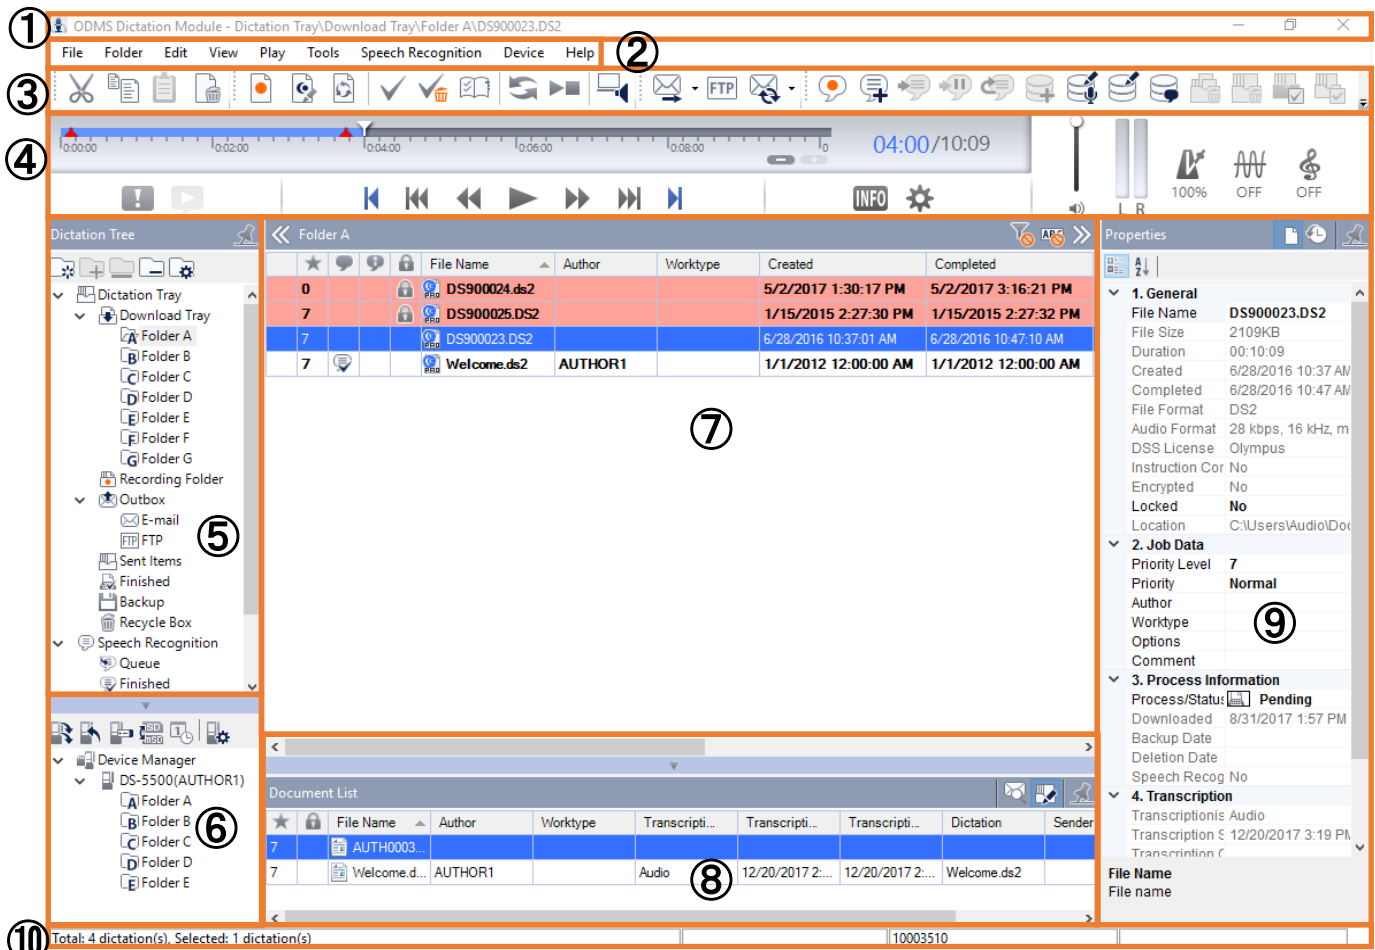 ① ODMS Dictation Module - Dictation Tray\Download Tray\Folder A\DS900023.DS2
File Folder Edit View Play Tools Speech Recognition Device Help ②
③ FTP
④ 0:00:00 0:02:00 0:04:00 0:06:00 0:08:00 0 04:00/10:09
INFO L R 100% OFF OFF
Dictation Tree
Dictation Tray
Download Tray
A Folder A
B Folder B
C Folder C
D Folder D
E Folder E
F Folder F
G Folder G
Recording Folder
Outbox
E-mail
FTP FTP
⑤
Sent Items
Finished
Backup
Recycle Box
Speech Recognition
Queue
Finished
Device Manager
DS-5500(AUTHOR1)
A Folder A
B Folder B
C Folder C
D Folder D
E Folder E
⑥
Folder A
File Name Author Worktype Created Completed
0 DS900024.ds2 5/2/2017 1:30:17 PM 5/2/2017 3:16:21 PM
7 DS900025.DS2 1/15/2015 2:27:30 PM 1/15/2015 2:27:32 PM
7 DS900023.DS2 6/28/2016 10:37:01 AM 6/28/2016 10:47:10 AM
7 Welcome.ds2 AUTHOR1 1/1/2012 12:00:00 AM 1/1/2012 12:00:00 AM
⑦
Document List
File Name Author Worktype Transcripti... Transcripti... Transcripti... Dictation Sender
7 AUTH0003...
7 Welcome.d... AUTHOR1 Audio 12/20/2017 2:... 12/20/2017 2:... Welcome.ds2
⑧
Properties
1. General
File Name DS900023.DS2
File Size 2109KB
Duration 00:10:09
Created 6/28/2016 10:37 AM
Completed 6/28/2016 10:47 AM
File Format DS2
Audio Format 28 kbps, 16 kHz, m
DSS License Olympus
Instruction Cor No
Encrypted No
Locked No
Location C:\Users\Audio\Doc
2. Job Data
Priority Level 7
Priority Normal
Author
Worktype
Options
Comment
⑨
3. Process Information
Process/Status Pending
Downloaded 8/31/2017 1:57 PM
Backup Date
Deletion Date
Speech Recog No
4. Transcription
Transcriptionis Audio
Transcription S 12/20/2017 3:19 PM
Transcription C
File Name
File name
⑩ Total: 4 dictation(s), Selected: 1 dictation(s) 10003510